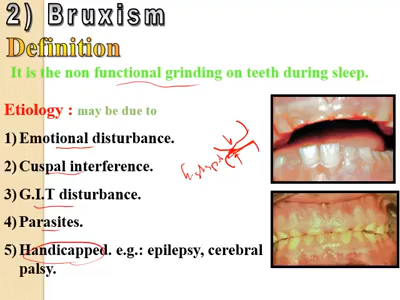 2) Bruxism
Definition
It is the non functional grinding on teeth during sleep.
Etiology : may be due to
1) Emotional disturbance.
2) Cuspal interference.
3) G.I.T disturbance.
4) Parasites.
5) Handicapped. e.g.: epilepsy, cerebral
palsy.